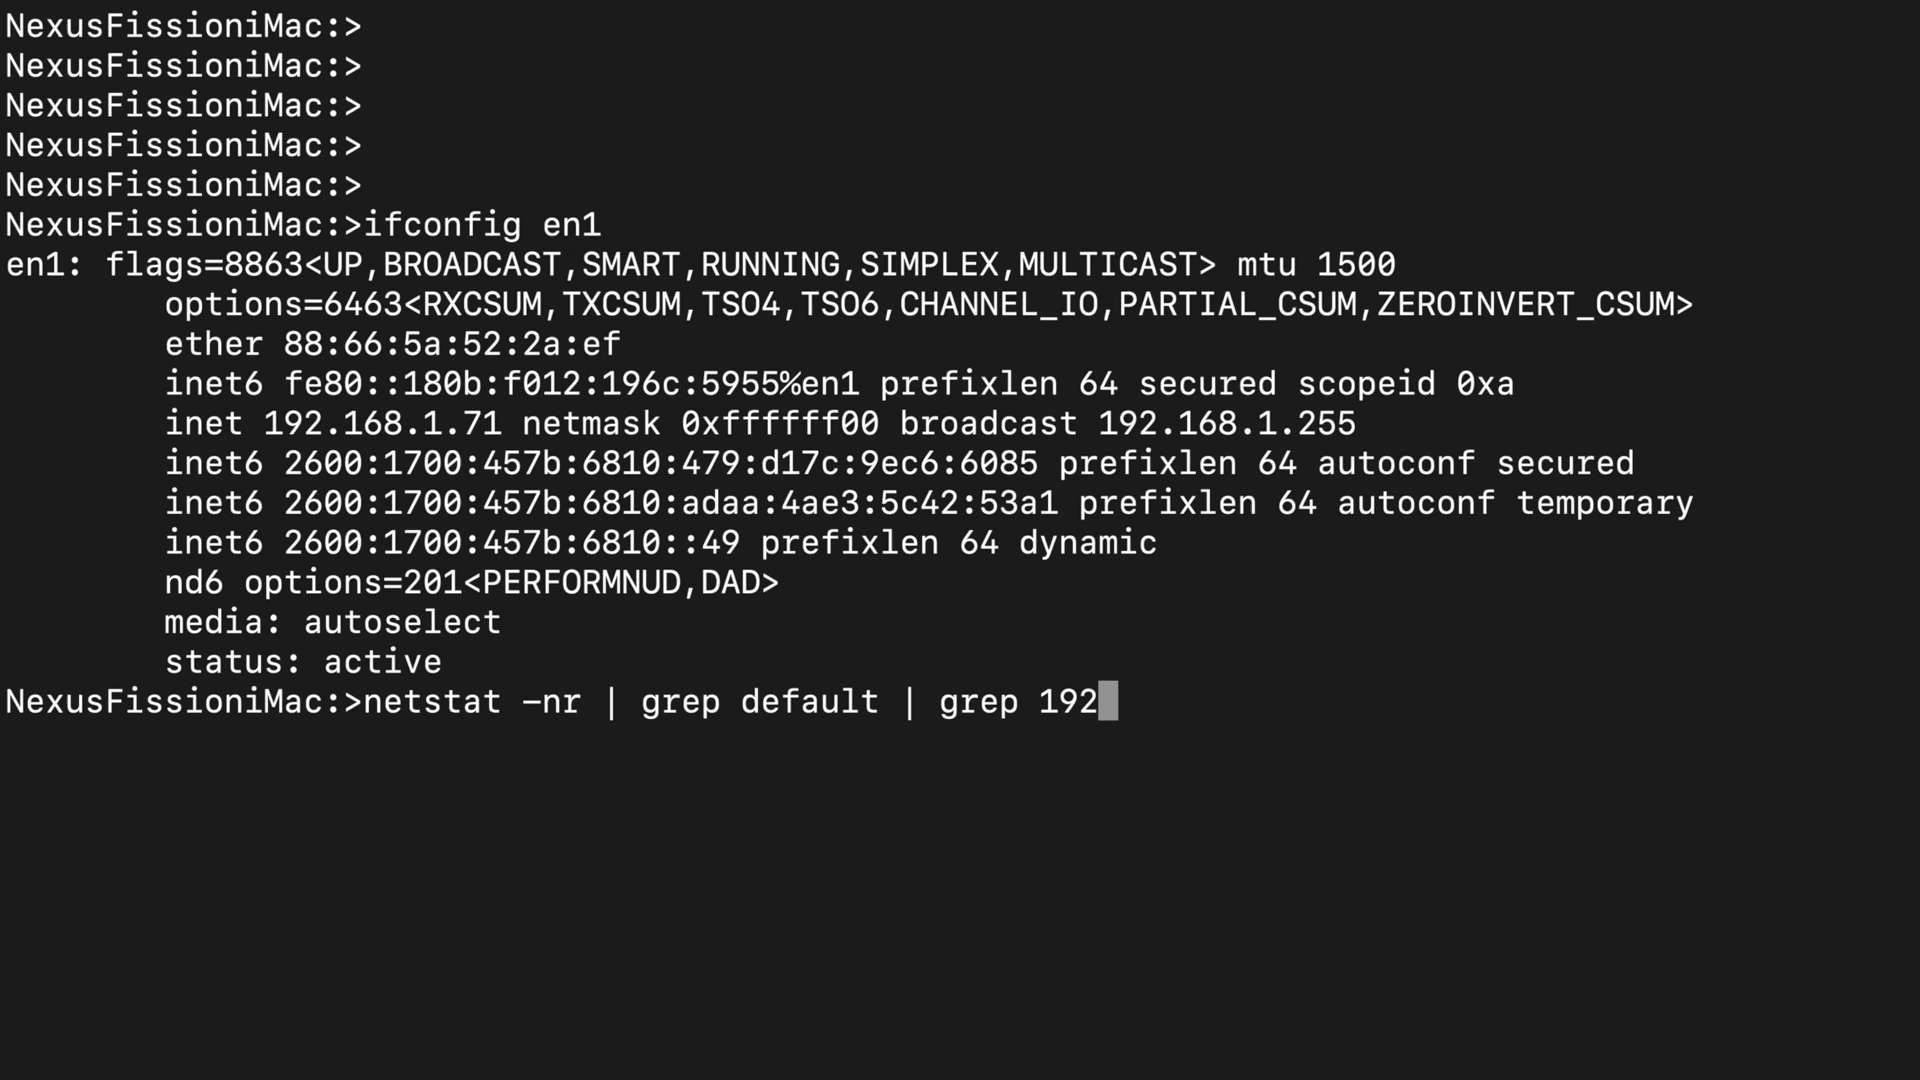 NexusFissioniMac:>
NexusFissioniMac:>
NexusFissioniMac:>
NexusFissioniMac:>
NexusFissioniMac:>
NexusFissioniMac:>ifconfig en1
en1: flags=8863<UP,BROADCAST,SMART,RUNNING,SIMPLEX,MULTICAST> mtu 1500
options=6463<RXCSUM,TXCSUM,TSO4,TSO6,CHANNEL_IO,PARTIAL_CSUM,ZEROINVERT_CSUM>
ether 88:66:5a:52:2a:ef
inet6 fe80::180b:f012:196c:5955%en1 prefixlen 64 secured scopeid 0xa
inet 192.168.1.71 netmask 0xffffff00 broadcast 192.168.1.255
inet6 2600:1700:457b:6810:479:d17c:9ec6:6085 prefixlen 64 autoconf secured
inet6 2600:1700:457b:6810:adaa:4ae3:5c42:53a1 prefixlen 64 autoconf temporary
inet6 2600:1700:457b:6810::49 prefixlen 64 dynamic
nd6 options=201<PERFORMNUD,DAD>
media: autoselect
status: active
NexusFissioniMac:>netstat –nr | grep default | grep 192